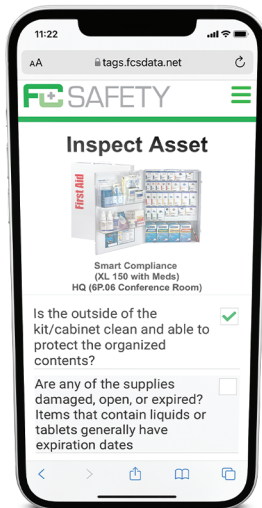 11:22
AA tags.fcsdata.net
FC SAFETY
Inspect Asset
First Aid
Smart Compliance
(XL 150 with Meds)
HQ (6P.06 Conference Room)
Is the outside of the
kit/cabinet clean and able to
protect the organized
contents?
Are any of the supplies
damaged, open, or expired?
Items that contain liquids or
tablets generally have
expiration dates